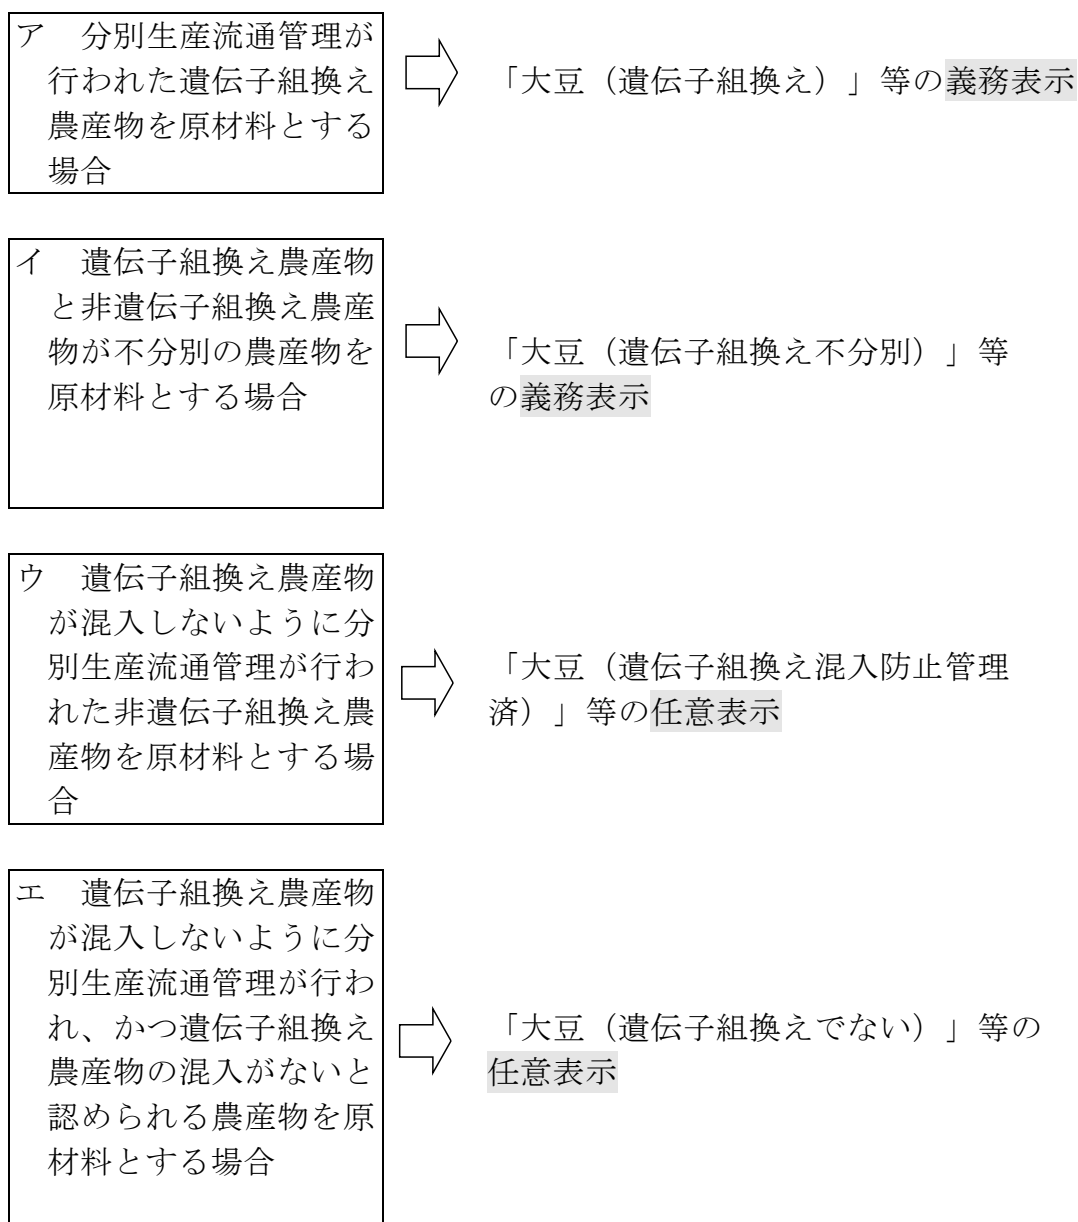 ア　分別生産流通管理が
行われた遺伝子組換え
農産物を原材料とする
場合
「大豆（遺伝子組換え）」等の義務表示
イ　遺伝子組換え農産物
と非遺伝子組換え農産
物が不分別の農産物を
原材料とする場合
「大豆（遺伝子組換え不分別）」等
の義務表示
ウ　遺伝子組換え農産物
が混入しないように分
別生産流通管理が行わ
れた非遺伝子組換え農
産物を原材料とする場
合
「大豆（遺伝子組換え混入防止管理
済）」等の任意表示
エ　遺伝子組換え農産物
が混入しないように分
別生産流通管理が行わ
れ、かつ遺伝子組換え
農産物の混入がないと
認められる農産物を原
材料とする場合
「大豆（遺伝子組換えでない）」等の
任意表示